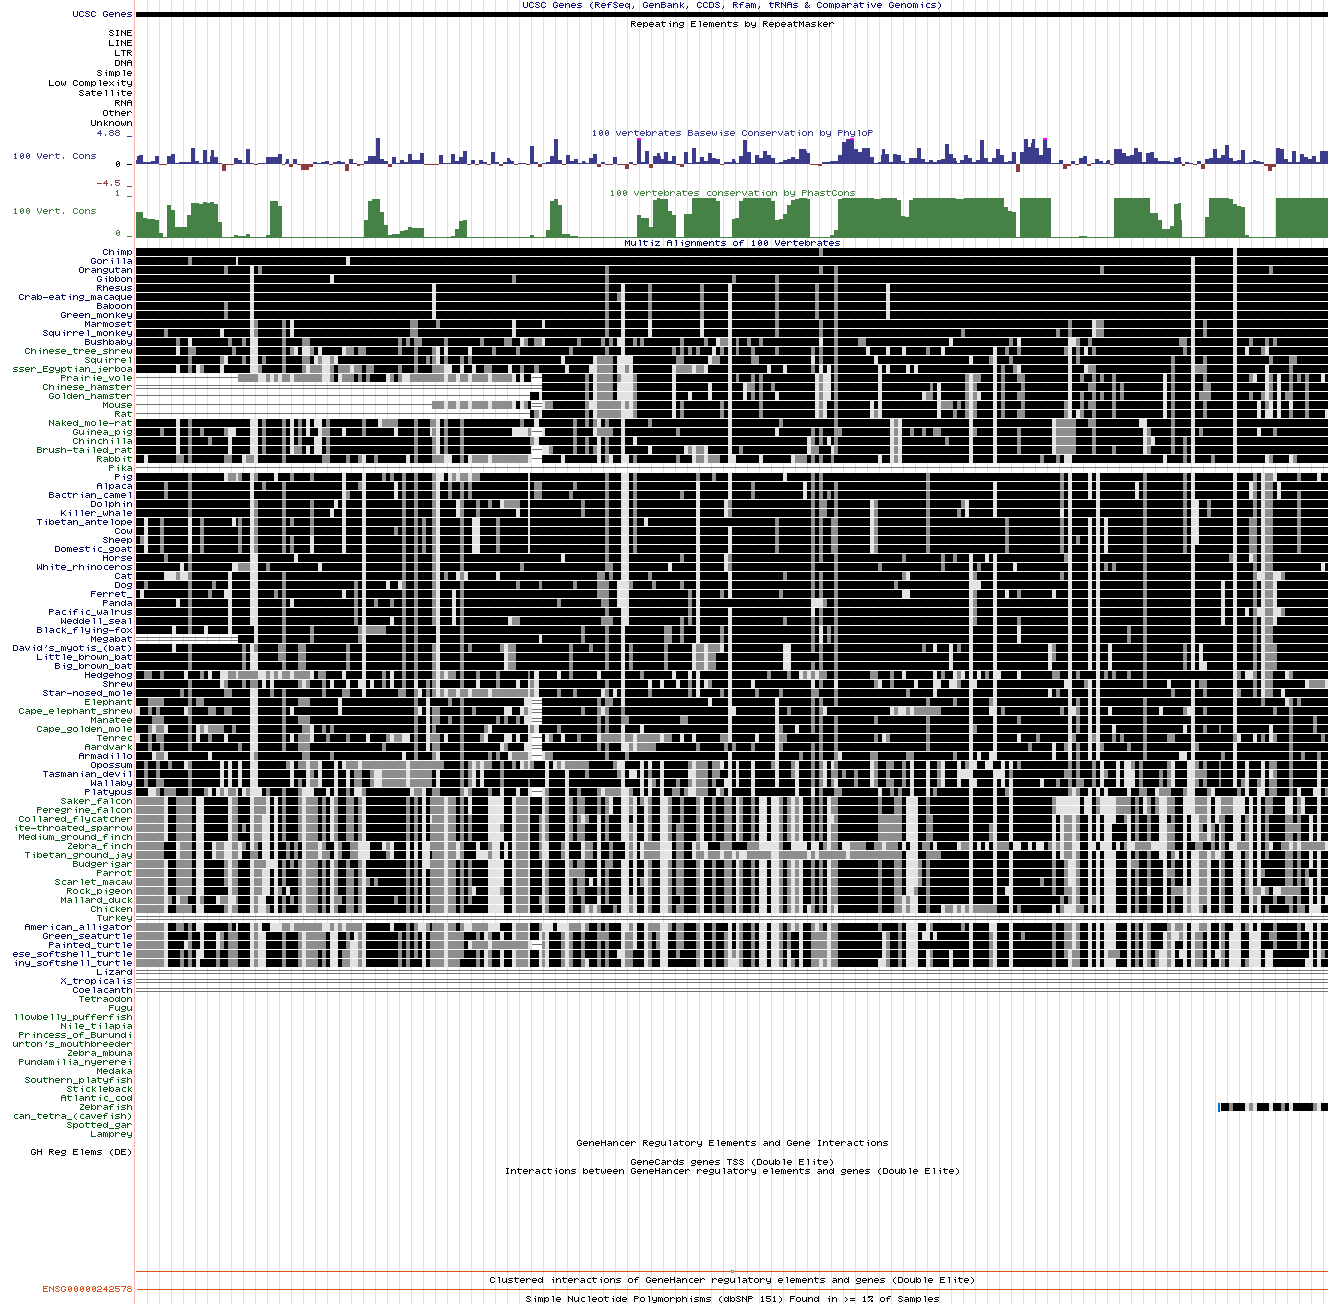 UCSC Genes (RefSeq, GenBank, CCDS, Rfam, tRNAs & Comparative Genomics)
UCSC Genes
Repeating Elements by RepeatMasker
SINE
LINE
LTR
DNA
Simple
Low Complexity
Satellite
RNA
Other
Unknown
4.88 _
100 vertebrates Basewise Conservation by PhyloP
100 Vert. Cons
0 _
-4.5 _
1 _
100 vertebrates conservation by PhastCons
100 Vert. Cons
0 _
Multiz Alignments of 100 Vertebrates
Chimp
Gorilla
Orangutan
Gibbon
Rhesus
Crab-eating_macaque
Baboon
Green_monkey
Marmoset
Squirrel_monkey
Bushbaby
Chinese_tree_shrew
Squirrel
sser_Egyptian_jerboa
Prairie_vole
Chinese_hamster
Golden_hamster
Mouse
Rat
Naked_mole-rat
Guinea_pig
Chinchilla
Brush-tailed_rat
Rabbit
Pika
Pig
Alpaca
Bactrian_camel
Dolphin
Killer_whale
Tibetan_antelope
Cow
Sheep
Domestic_goat
Horse
White_rhinoceros
Cat
Dog
Ferret_
Panda
Pacific_walrus
Weddell_seal
Black_flying-fox
Megabat
David's_myotis_(bat)
Little_brown_bat
Big_brown_bat
Hedgehog
Shrew
Star-nosed_mole
Elephant
Cape_elephant_shrew
Manatee
Cape_golden_mole
Tenrec
Aardvark
Armadillo
Opossum
Tasmanian_devil
Wallaby
Platypus
Saker_falcon
Peregrine_falcon
Collared_flycatcher
ite-throated_sparrow
Medium_ground_finch
Zebra_finch
Tibetan_ground_jay
Budgerigar
Parrot
Scarlet_macaw
Rock_pigeon
Mallard_duck
Chicken
Turkey
American_alligator
Green_seaturtle
Painted_turtle
ese_softshell_turtle
iny_softshell_turtle
Lizard
X_tropicalis
Coelacanth
Tetraodon
Fugu
llowbelly_pufferfish
Nile_tilapia
Princess_of_Burundi
urton's_mouthbreeder
Zebra_mbuna
Pundamilia_nyererei
Medaka
Southern_platyfish
Stickleback
Atlantic_cod
Zebrafish
can_tetra_(cavefish)
Spotted_gar
Lamprey
GeneHancer Regulatory Elements and Gene Interactions
GH Reg Elems (DE)
GeneCards genes TSS (Double Elite)
Interactions between GeneHancer regulatory elements and genes (Double Elite)
Clustered interactions of GeneHancer regulatory elements and genes (Double Elite)
ENSG00000242578
Simple Nucleotide Polymorphisms (dbSNP 151) Found in >= 1% of Samples